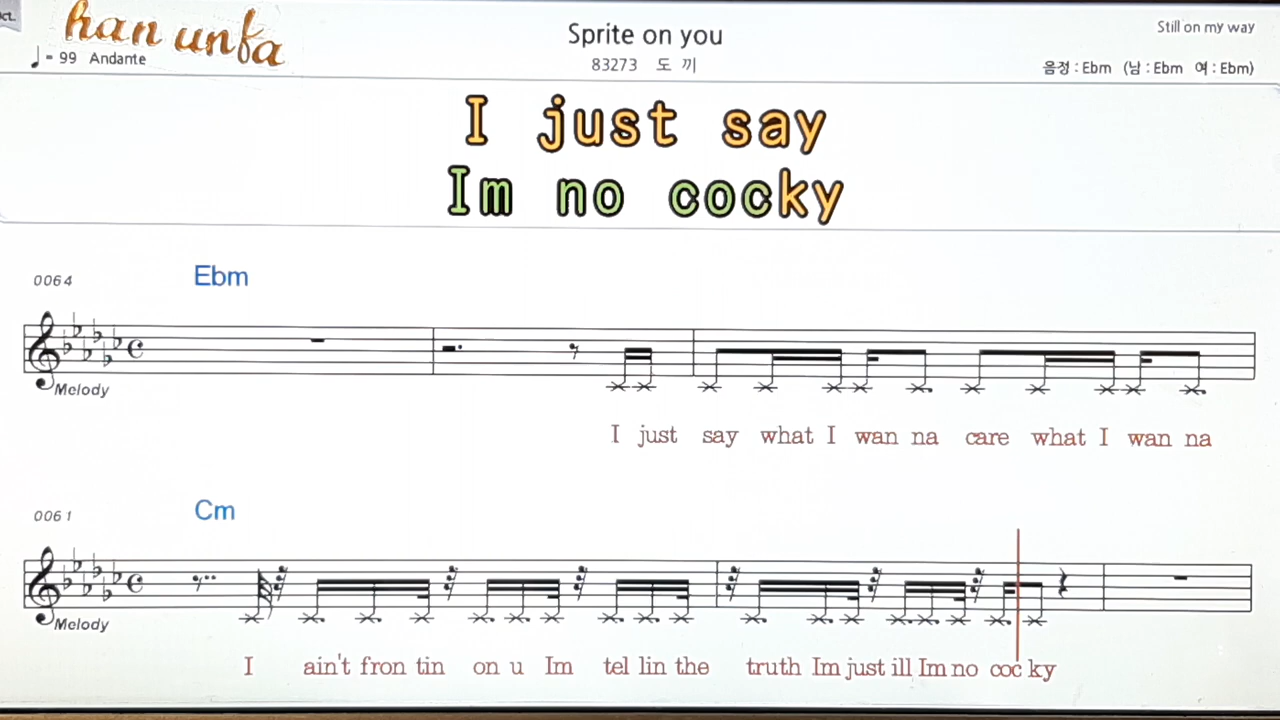 ct.
han unfa
Sprite on you
Still on my way
♩ = 99 Andante
83273 도 끼
음정 : Ebm (남 : Ebm 여 : Ebm)
I just say
Im no cocky
0064
Ebm
Melody
I just say what I wan na care what I wan na
0061
Cm
Melody
I ain't fron tin on u Im tel lin the truth Im just ill Im no coc ky